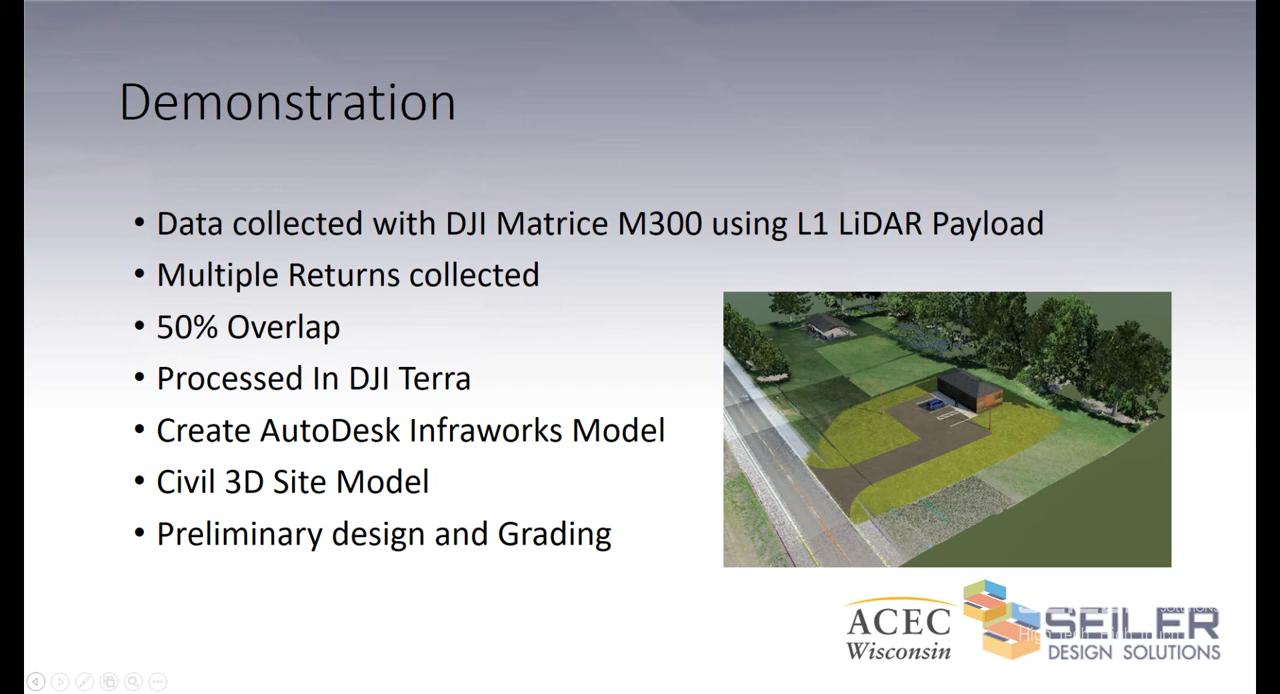 Demonstration
• Data collected with DJI Matrice M300 using L1 LiDAR Payload
• Multiple Returns collected
• 50% Overlap
• Processed In DJI Terra
• Create AutoDesk Infraworks Model
• Civil 3D Site Model
• Preliminary design and Grading
ACEC
Wisconsin
SEILER
DESIGN SOLUTIONS